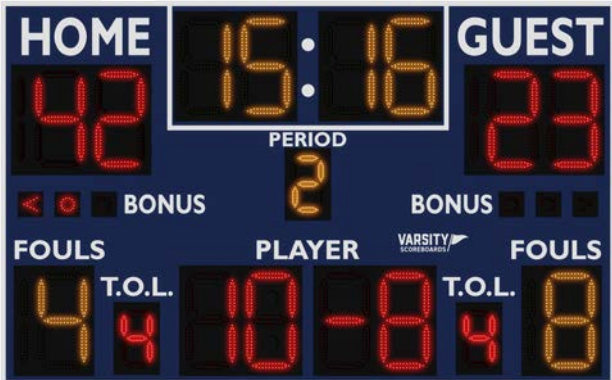 HOME 15:16 GUEST
42 23
PERIOD
2
BONUS BONUS
FOULS PLAYER VARSITY SCOREBOARDS FOULS
T.O.L. T.O.L.
4 4 10-8 4 8